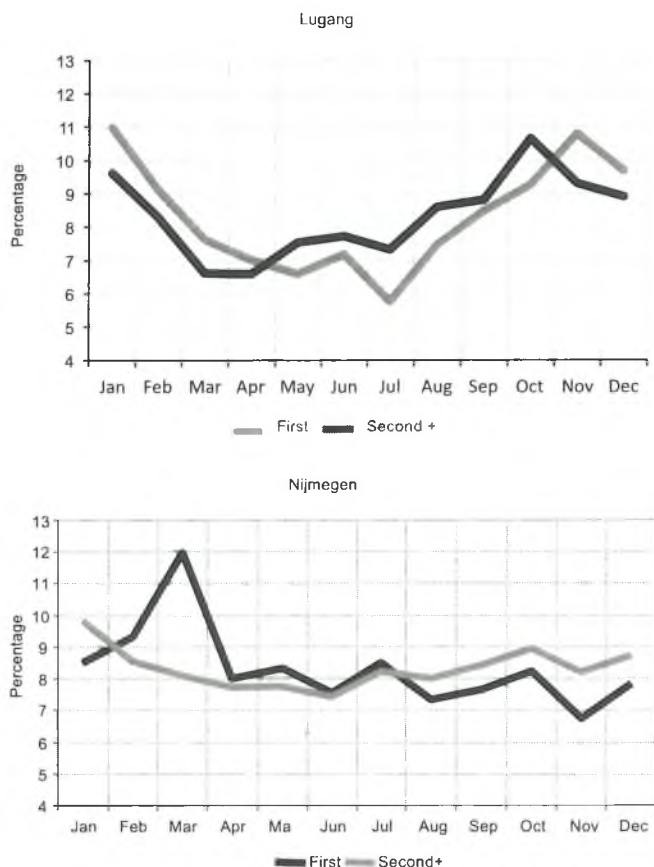 Lugang
13
12
11
10
9
8
7
6
5
4
Percentage
Jan Feb Mar Apr May Jun Jul Aug Sep Oct Nov Dec
First Second +
Nijmegen
13
12
11
10
9
8
7
6
5
4
Percentage
Jan Feb Mar Apr Ma Jun Jul Aug Sep Oct Nov Dec
First Second+